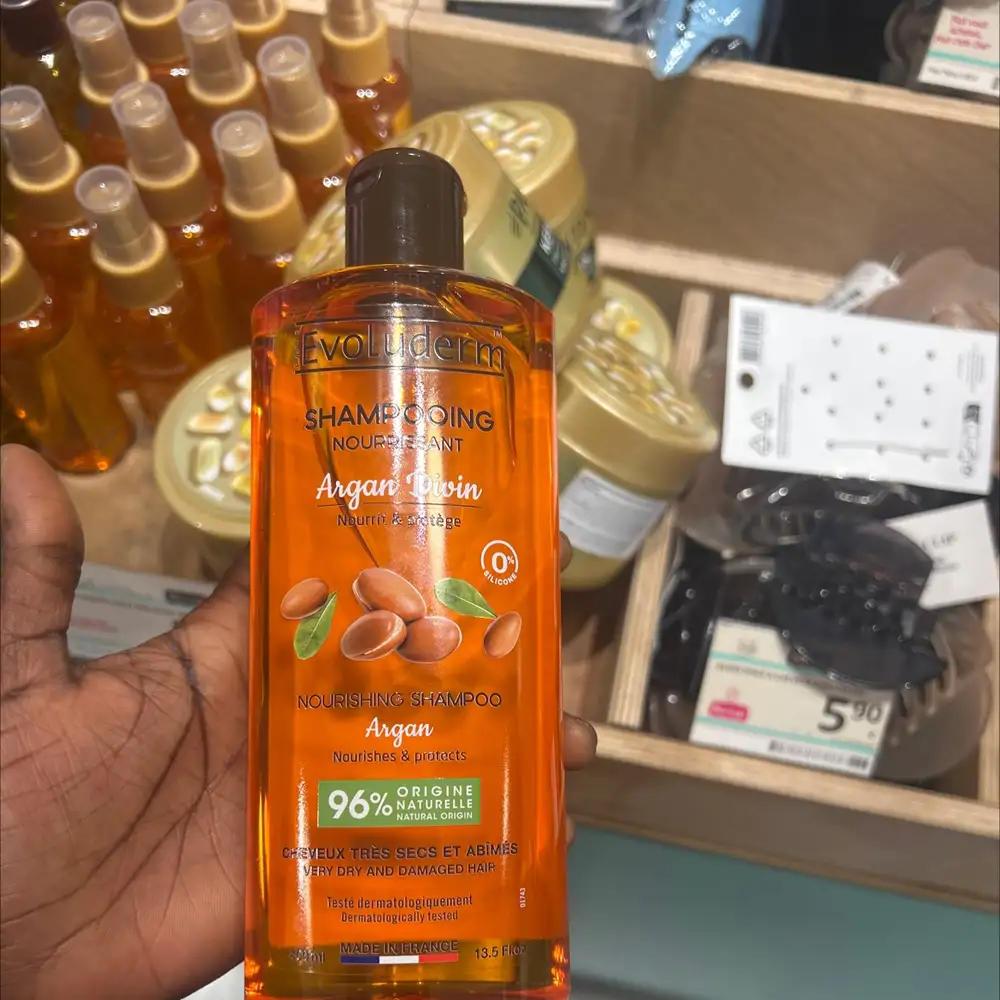 Evoluderm™
SHAMPOOING
NOURRISSANT
Argan Divin
Nourrit & protège
0%
SILICONE
NOURISHING SHAMPOO
Argan
Nourishes & protects
96% ORIGINE
NATURELLE
NATURAL ORIGIN
CHEVEUX TRÈS SECS ET ABÎMÉS
VERY DRY AND DAMAGED HAIR
Testé dermatologiquement
Dermatologically tested
MADE IN FRANCE
13.5 Fl.oz
5,90